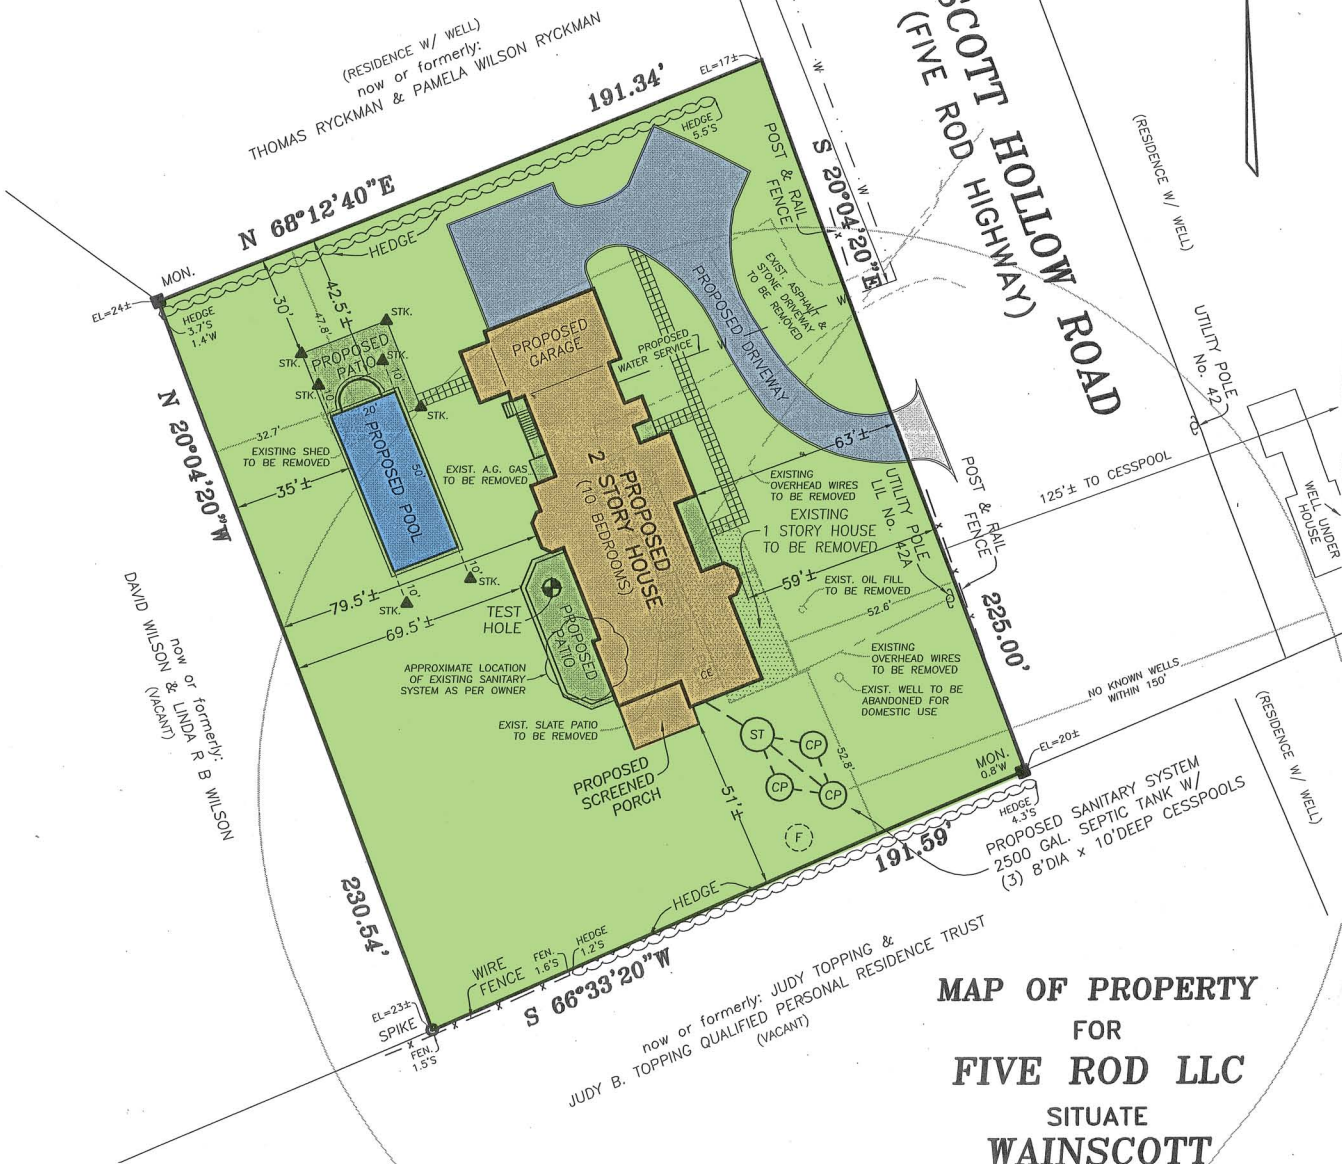 (RESIDENCE W/ WELL)
now or formerly:
THOMAS RYCKMAN & PAMELA WILSON RYCKMAN
191.34'
EL=17±
N 68°12'40"E
HEDGE
5.5'S
POST & RAIL
FENCE
S 20°04'20"E
W
W
SCOTT HOLLOW ROAD
(FIVE ROD HIGHWAY)
(RESIDENCE W/ WELL)
UTILITY POLE
No. 42
MON.
EL=24±
HEDGE
3.7'S
1.4'W
HEDGE
30'
42.5'±
47.8'
STK.
PROPOSED
PATIO
STK.
STK.
STK.
STK.
10'
10'
20'
50'
PROPOSED POOL
32.7'
EXISTING SHED
TO BE REMOVED
35'±
N 20°04'20"W
PROPOSED
GARAGE
PROPOSED
WATER SERVICE
W
W
PROPOSED DRIVEWAY
EXIST. ASPHALT &
STONE DRIVEWAY
TO BE REMOVED
63'±
EXIST. A.G. GAS
TO BE REMOVED
PROPOSED
2 STORY HOUSE
(10 BEDROOMS)
EXISTING
OVERHEAD WIRES
TO BE REMOVED
EXISTING
1 STORY HOUSE
TO BE REMOVED
UTILITY POLE
LIL No. 42A
POST & RAIL
FENCE
125'± TO CESSPOOL
WELL UNDER
HOUSE
59'±
EXIST. OIL FILL
TO BE REMOVED
52.6'
225.00'
79.5'±
69.5'±
10'
10'
STK.
STK.
TEST
HOLE
PROPOSED
PATIO
APPROXIMATE LOCATION
OF EXISTING SANITARY
SYSTEM AS PER OWNER
EXIST. SLATE PATIO
TO BE REMOVED
CE
EXISTING
OVERHEAD WIRES
TO BE REMOVED
EXIST. WELL TO BE
ABANDONED FOR
DOMESTIC USE
NO KNOWN WELLS
WITHIN 150'
(RESIDENCE W/ WELL)
DAVID WILSON & LINDA R B WILSON
now or formerly:
(VACANT)
PROPOSED
SCREENED
PORCH
51'±
ST
CP
CP
CP
F
52.8'
MON.
0.8'W
EL=20±
HEDGE
4.3'S
PROPOSED SANITARY SYSTEM
2500 GAL. SEPTIC TANK W/
(3) 8'DIA x 10'DEEP CESSPOOLS
191.59'
HEDGE
230.54'
WIRE
FENCE
FEN.
1.6'S
HEDGE
1.2'S
S 66°33'20"W
EL=23±
SPIKE
FEN.
1.5'S
now or formerly: JUDY TOPPING &
JUDY B. TOPPING QUALIFIED PERSONAL RESIDENCE TRUST
(VACANT)
MAP OF PROPERTY
FOR
FIVE ROD LLC
SITUATE
WAINSCOTT